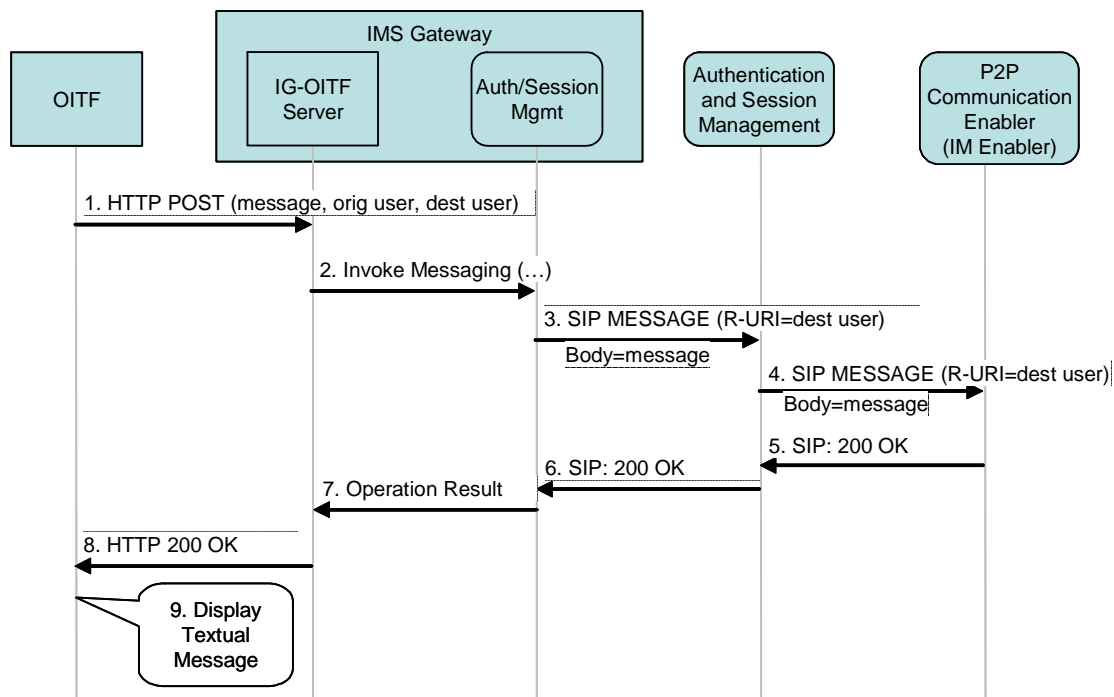 IMS Gateway
OITF
IG-OITF
Server
Auth/Session
Mgmt
Authentication
and Session
Management
P2P
Communication
Enabler
(IM Enabler)
1. HTTP POST (message, orig user, dest user)
2. Invoke Messaging (…)
3. SIP MESSAGE (R-URI=dest user)
Body=message
4. SIP MESSAGE (R-URI=dest user)
Body=message
5. SIP: 200 OK
6. SIP: 200 OK
7. Operation Result
8. HTTP 200 OK
9. Display
Textual
Message